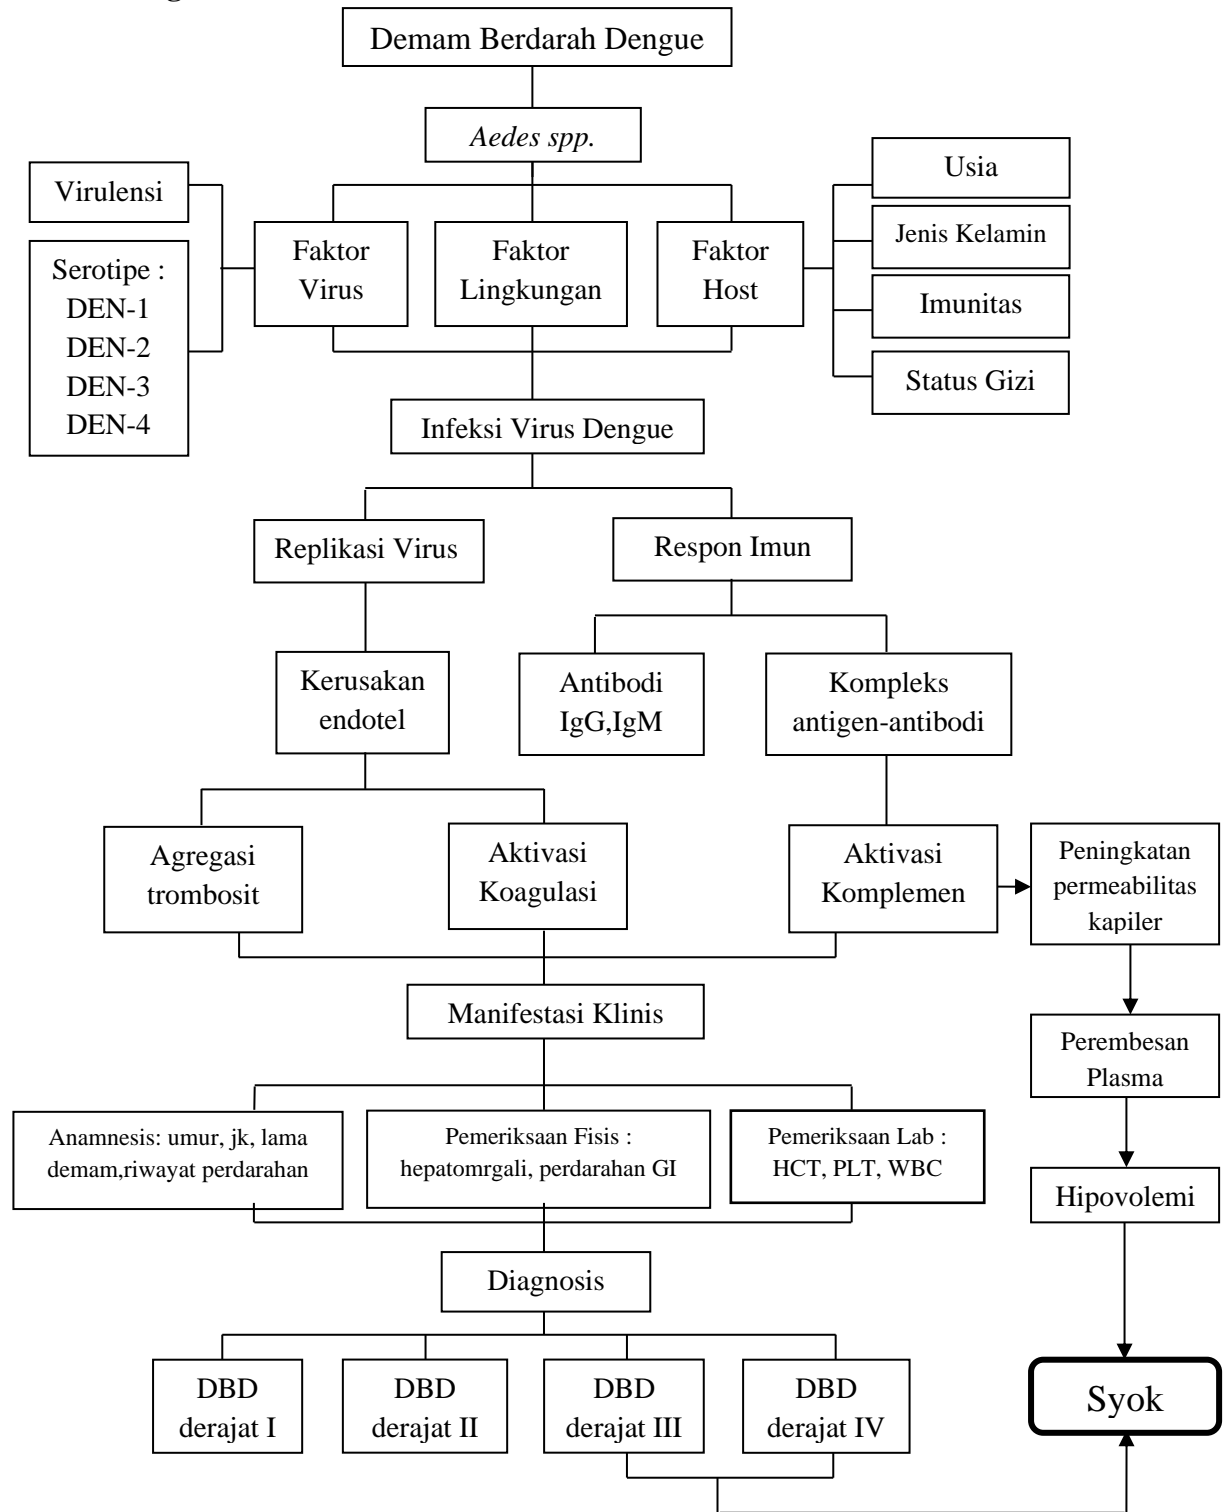 Demam Berdarah Dengue
Aedes spp.
Virulensi
Serotipe :
DEN-1
DEN-2
DEN-3
DEN-4
Faktor
Virus
Faktor
Lingkungan
Faktor
Host
Usia
Jenis Kelamin
Imunitas
Status Gizi
Infeksi Virus Dengue
Replikasi Virus
Respon Imun
Kerusakan
endotel
Antibodi
IgG,IgM
Kompleks
antigen-antibodi
Agregasi
trombosit
Aktivasi
Koagulasi
Aktivasi
Komplemen
Peningkatan
permeabilitas
kapiler
Manifestasi Klinis
Perembesan
Plasma
Anamnesis: umur, jk, lama
demam,riwayat perdarahan
Pemeriksaan Fisis :
hepatomrgali, perdarahan GI
Pemeriksaan Lab :
HCT, PLT, WBC
Hipovolemi
Diagnosis
DBD
derajat I
DBD
derajat II
DBD
derajat III
DBD
derajat IV
Syok